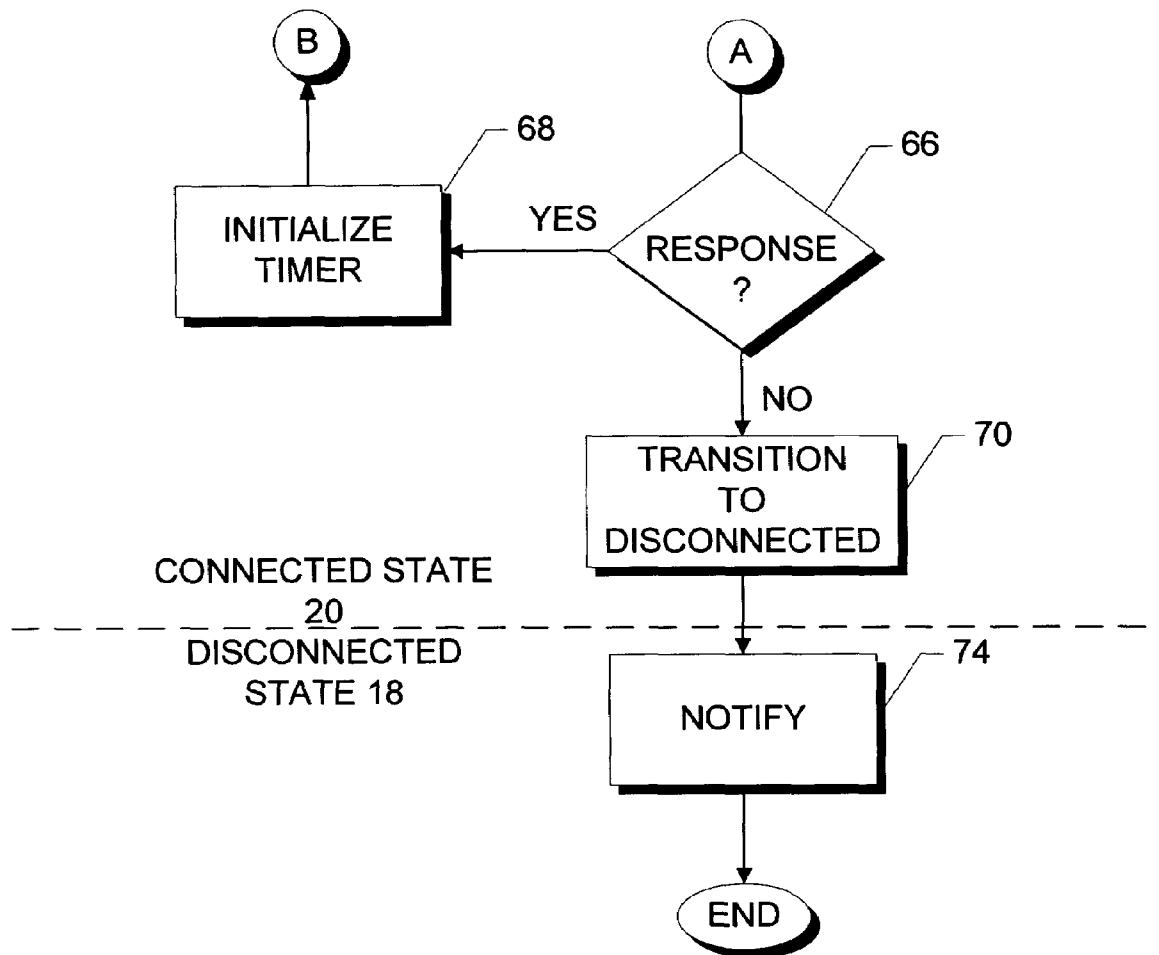 B
A
68
66
INITIALIZE
TIMER
YES
RESPONSE
?
NO
70
TRANSITION
TO
DISCONNECTED
CONNECTED STATE
20
DISCONNECTED
STATE 18
74
NOTIFY
END